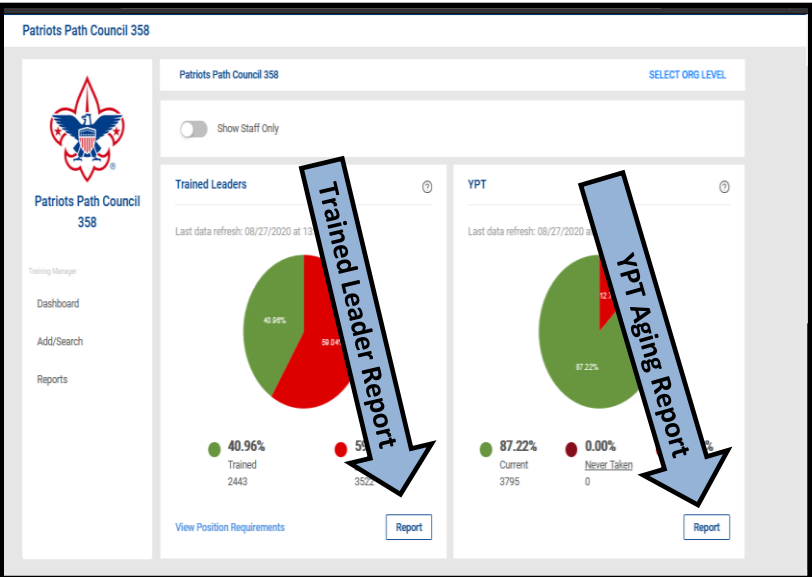 Patriots Path Council 358
Patriots Path Council 358
SELECT ORG LEVEL
Show Staff Only
Patriots Path Council
358
Training Manager
Dashboard
Add/Search
Reports
Trained Leaders
Last data refresh: 08/27/2020 at
40.96%
59.04%
40.96%
Trained
2443
3522
View Position Requirements
Report
Trained Leader Report
YPT
Last data refresh: 08/27/2020
87.22%
87.22%
Current
3795
0.00%
Never Taken
0
Report
YPT Aging Report